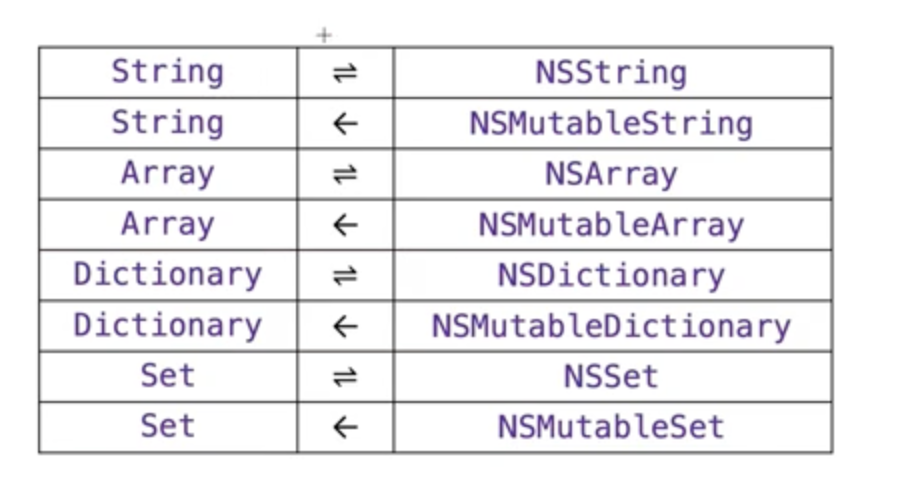 String ⇌ NSString
String ← NSMutableString
Array ⇌ NSArray
Array ← NSMutableArray
Dictionary ⇌ NSDictionary
Dictionary ← NSMutableDictionary
Set ⇌ NSSet
Set ← NSMutableSet